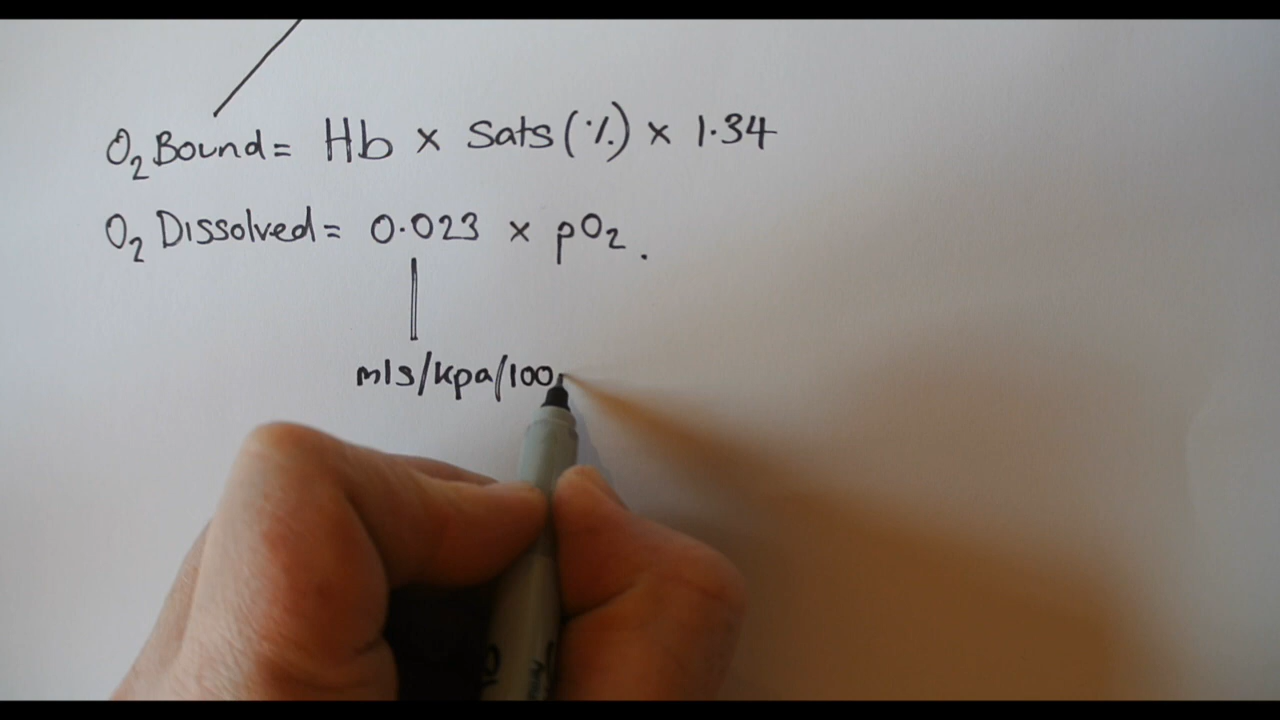 O₂ Bound = Hb × Sats (%) × 1·34
O₂ Dissolved = 0·023 × pO₂.
mls/kpa/100